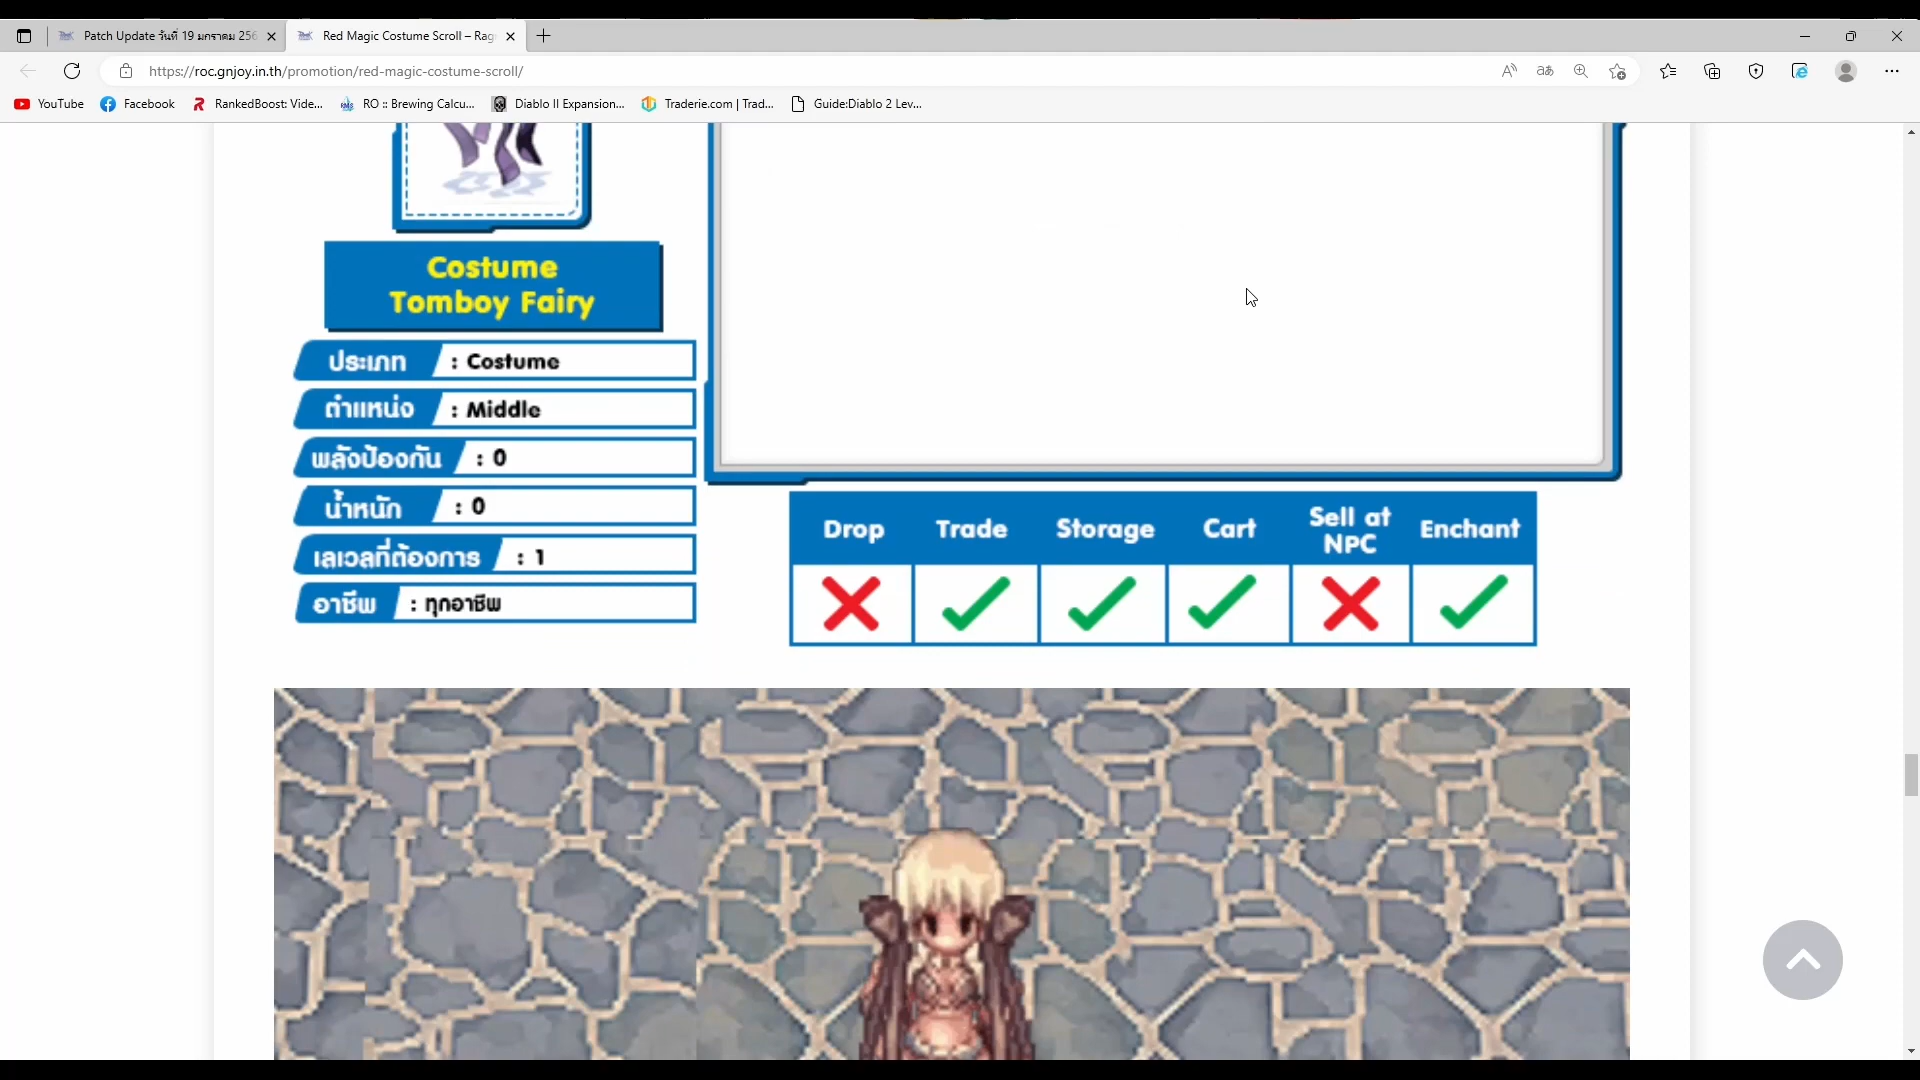 Patch Update วันที่ 19 มกราคม 256
Red Magic Costume Scroll – Rag
https://roc.gnjoy.in.th/promotion/red-magic-costume-scroll/
YouTube
Facebook
RankedBoost: Vide...
RO :: Brewing Calcu...
Diablo II Expansion...
Traderie.com | Trad...
Guide:Diablo 2 Lev...
Costume
Tomboy Fairy
ประเภท : Costume
ตำแหน่ง : Middle
พลังป้องกัน : 0
น้ำหนัก : 0
เลเวลที่ต้องการ : 1
อาชีพ : ทุกอาชีพ
Drop Trade Storage Cart Sell at NPC Enchant